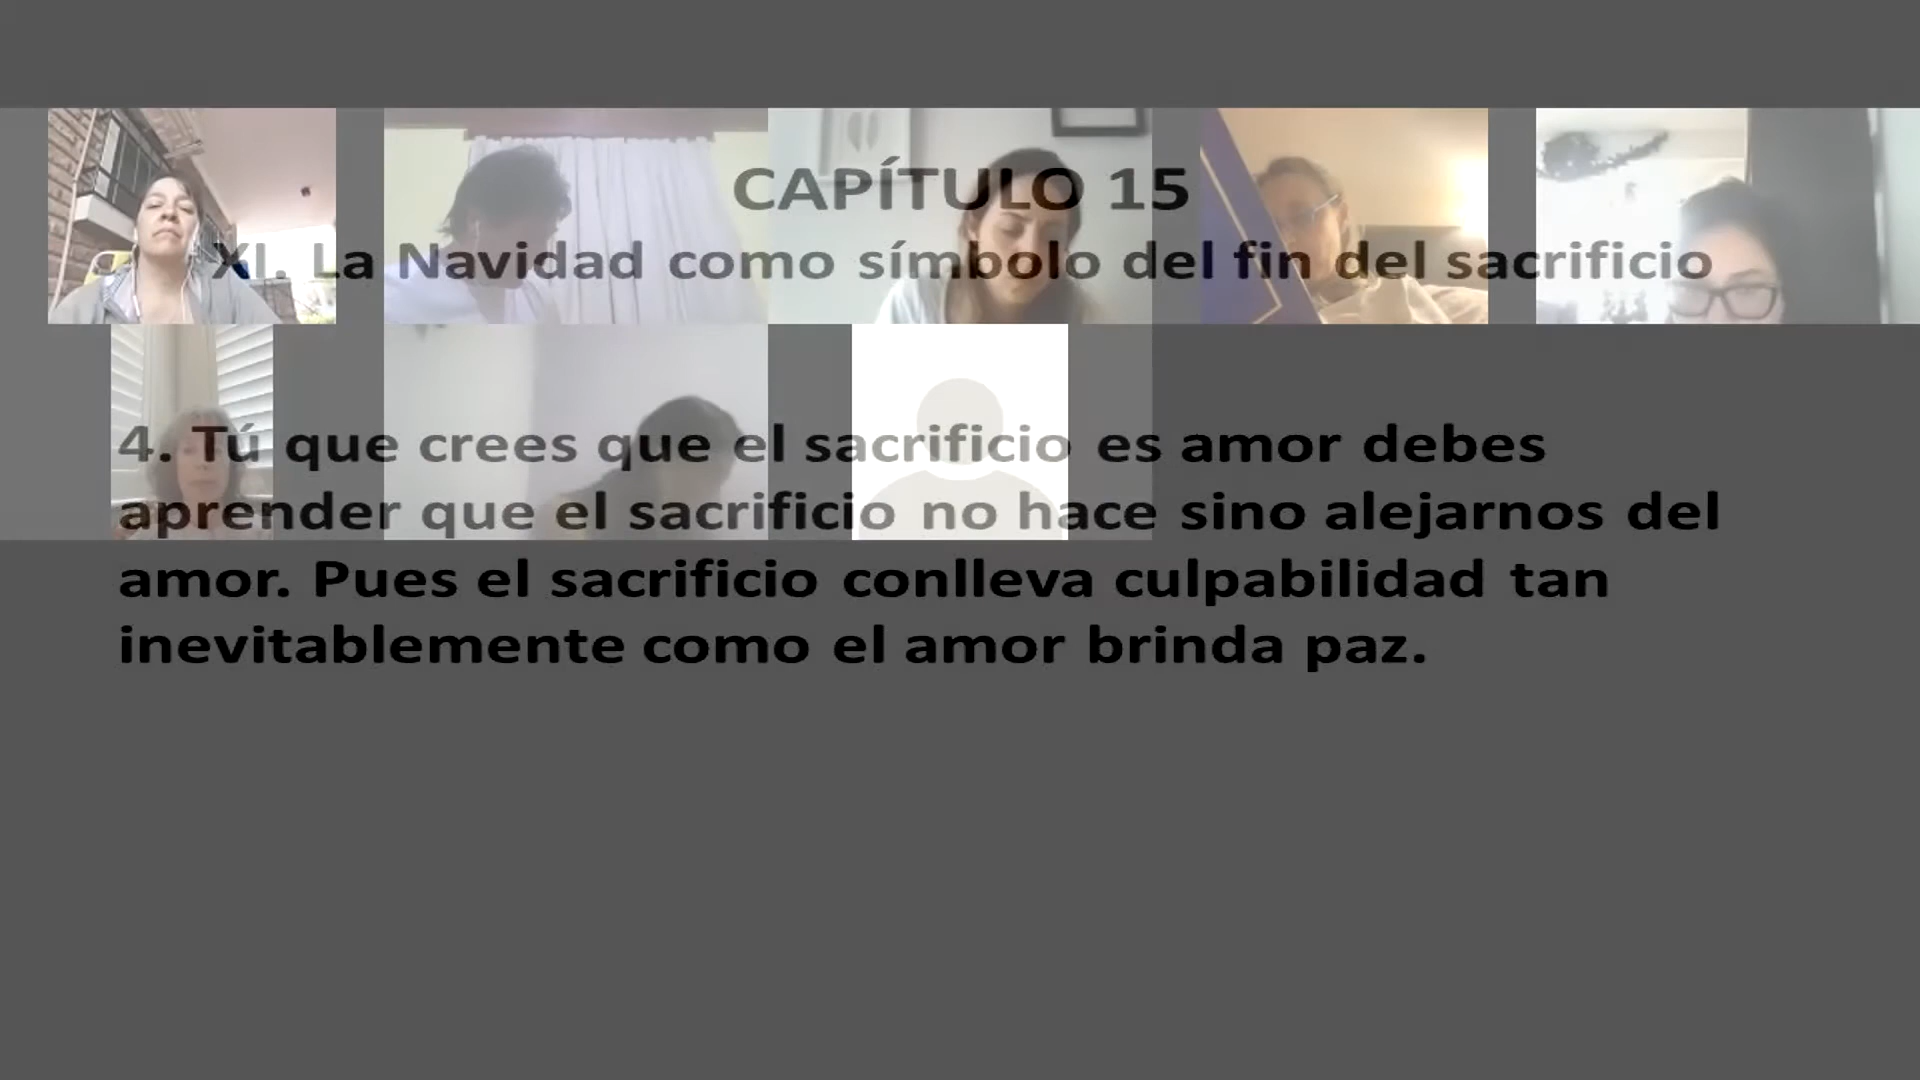 CAPÍTULO 15
XI. La Navidad como símbolo del fin del sacrificio
4. Tú que crees que el sacrificio es amor debes
aprender que el sacrificio no hace sino alejarnos del
amor. Pues el sacrificio conlleva culpabilidad tan
inevitablemente como el amor brinda paz.